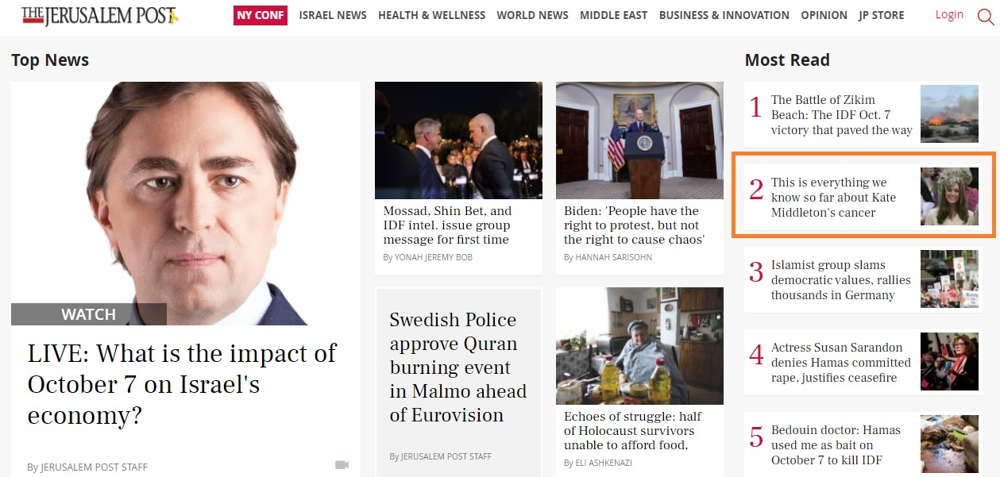 THE JERUSALEM POST
NY CONF ISRAEL NEWS HEALTH & WELLNESS WORLD NEWS MIDDLE EAST BUSINESS & INNOVATION OPINION JP STORE Login
Top News
WATCH
LIVE: What is the impact of
October 7 on Israel's
economy?
By JERUSALEM POST STAFF
Mossad, Shin Bet, and
IDF intel. issue group
message for first time
By YONAH JEREMY BOB
Biden: 'People have the
right to protest, but not
the right to cause chaos'
By HANNAH SARISOHN
Swedish Police
approve Quran
burning event
in Malmo ahead
of Eurovision
By JERUSALEM POST STAFF
Echoes of struggle: half
of Holocaust survivors
unable to afford food,
By ELI ASHKENAZI
Most Read
1
The Battle of Zikim
Beach: The IDF Oct. 7
victory that paved the way
2
This is everything we
know so far about Kate
Middleton's cancer
3
Islamist group slams
democratic values, rallies
thousands in Germany
4
Actress Susan Sarandon
denies Hamas committed
rape, justifies ceasefire
5
Bedouin doctor: Hamas
used me as bait on
October 7 to kill IDF